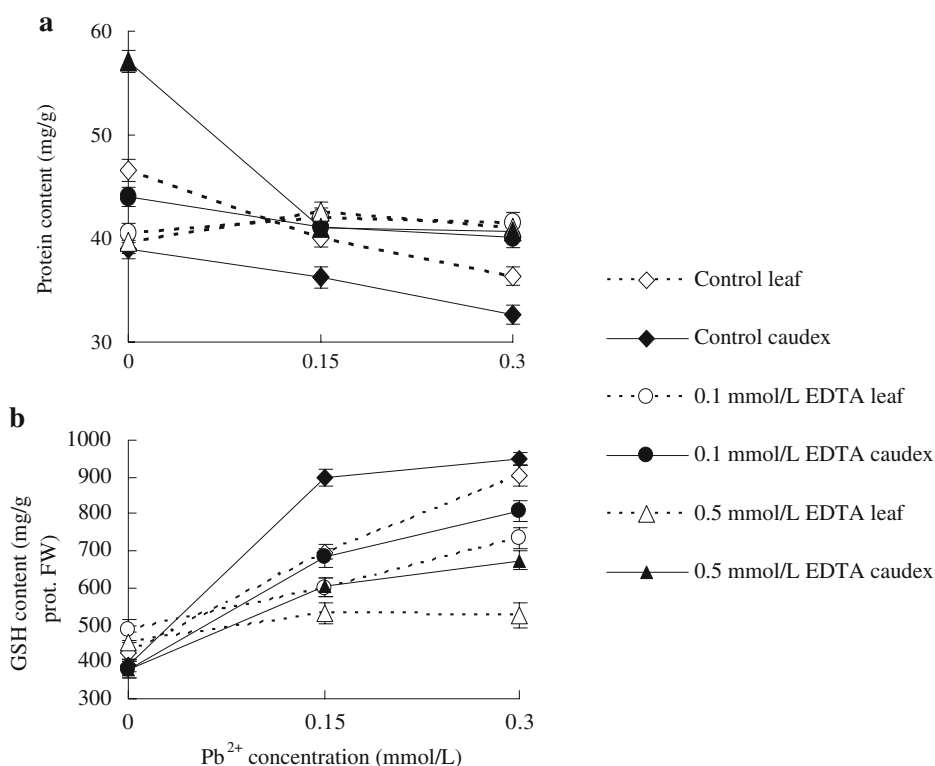 a
60
50
40
30
Protein content (mg/g)
0 0.15 0.3
Control leaf
Control caudex
0.1 mmol/L EDTA leaf
0.1 mmol/L EDTA caudex
0.5 mmol/L EDTA leaf
0.5 mmol/L EDTA caudex
b
1000
900
800
700
600
500
400
300
GSH content (mg/g
prot. FW)
0 0.15 0.3
Pb²⁺ concentration (mmol/L)